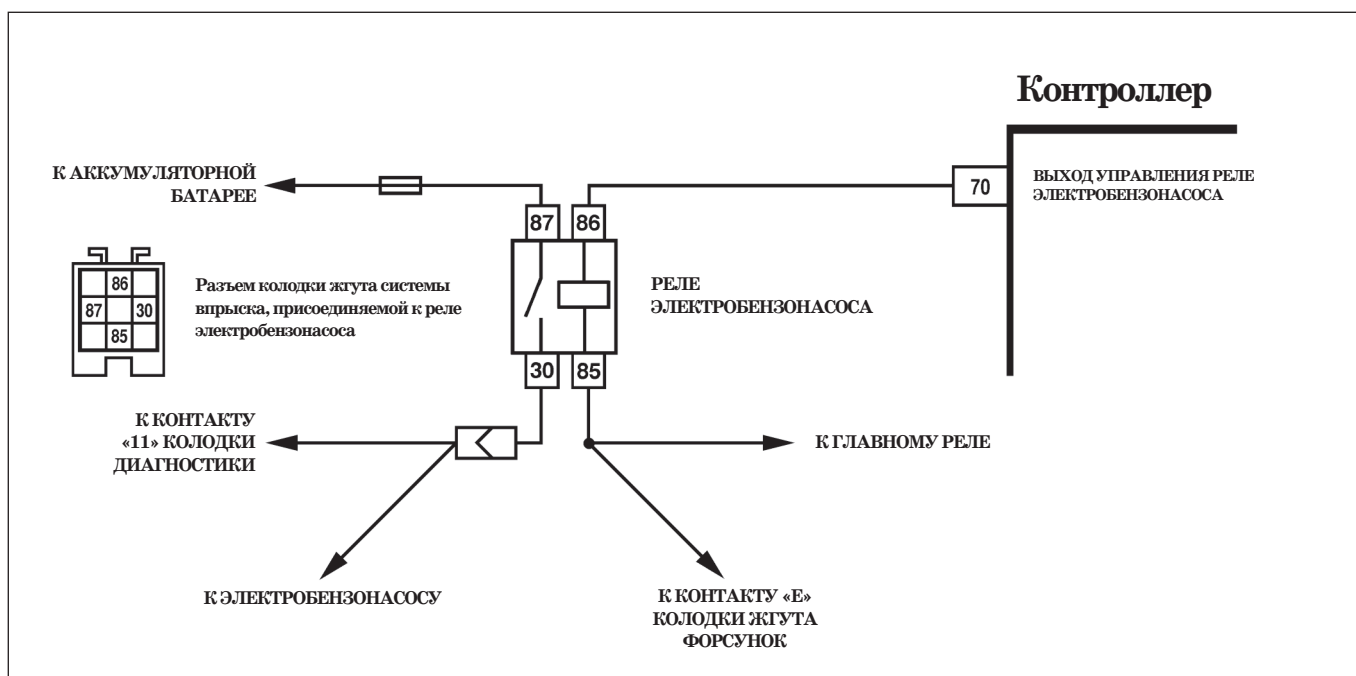 Контроллер
К АККУМУЛЯТОРНОЙ
БАТАРЕЕ
70
ВЫХОД УПРАВЛЕНИЯ РЕЛЕ
ЭЛЕКТРОБЕНЗОНАСОСА
87
86
86
87
30
85
Разъем колодки жгута системы
впрыска, присоединяемой к реле
электробензонасоса
РЕЛЕ
ЭЛЕКТРОБЕНЗОНАСОСА
30
85
К КОНТАКТУ
«11» КОЛОДКИ
ДИАГНОСТИКИ
К ГЛАВНОМУ РЕЛЕ
К ЭЛЕКТРОБЕНЗОНАСОСУ
К КОНТАКТУ «Е»
КОЛОДКИ ЖГУТА
ФОРСУНОК